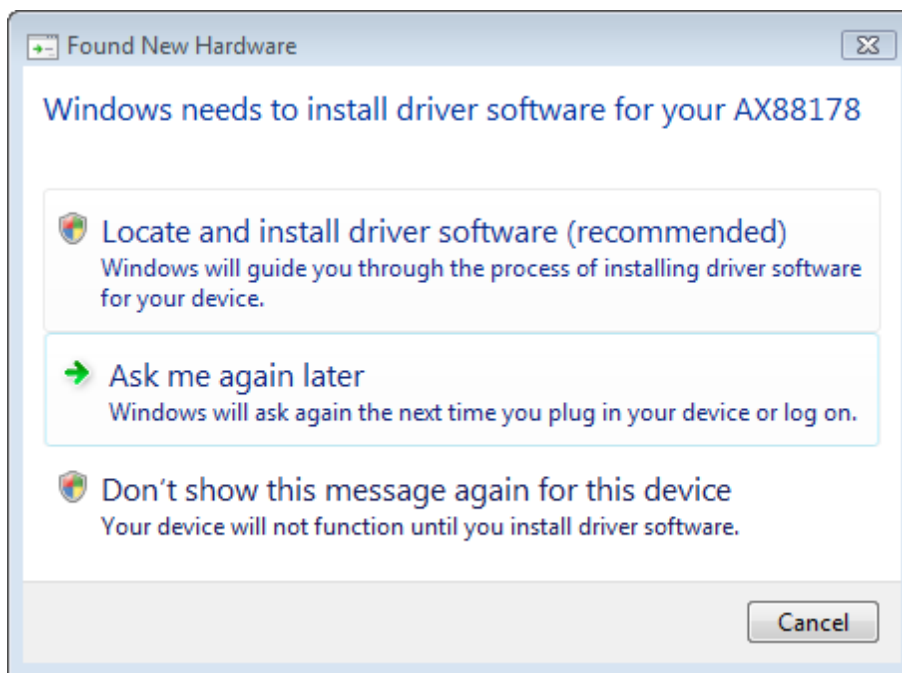 Found New Hardware
Windows needs to install driver software for your AX88178
Locate and install driver software (recommended)
Windows will guide you through the process of installing driver software
for your device.
Ask me again later
Windows will ask again the next time you plug in your device or log on.
Don't show this message again for this device
Your device will not function until you install driver software.
Cancel